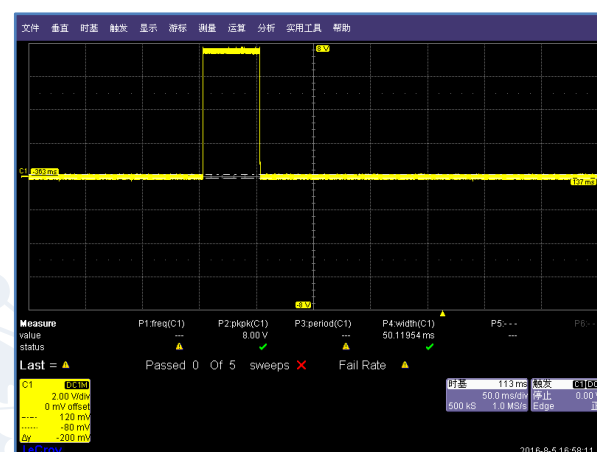 文件 垂直 时基 触发 显示 游标 测量 运算 分析 实用工具 帮助
8 V
C1 -363 ms
137 ms
-8 V
Measure P1:freq(C1) P2:pkpk(C1) P3:period(C1) P4:width(C1) P5:- - - P6:- -
value --- 8.00 V --- 50.11954 ms ---
status
Last = Passed 0 Of 5 sweeps Fail Rate
C1 DC1M
2.00 V/div
0 mV offset
120 mV
-80 mV
Δy -200 mV
时基 113 ms
50.0 ms/div
500 kS 1.0 MS/s
触发 C1 DC
停止 0.00 V
Edge 正
LeCroy
2016-8-5 16:58:11